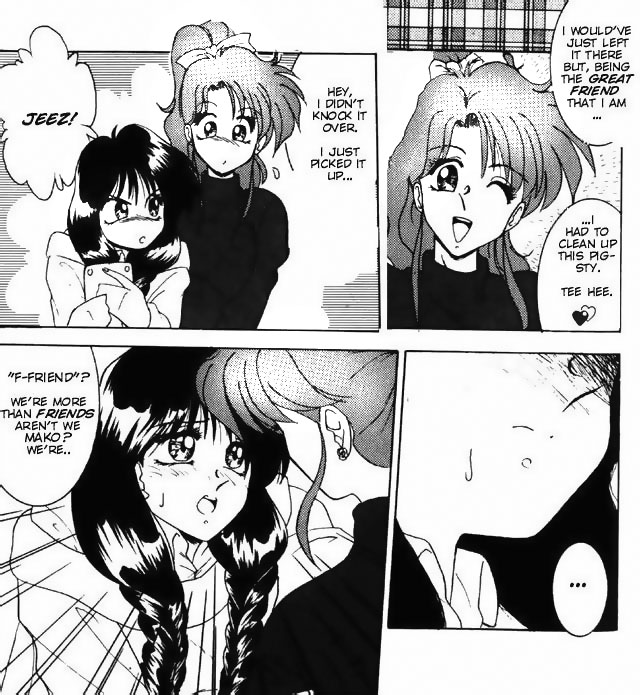 JEEZ!
HEY,
I DIDN'T
KNOCK IT
OVER.
I JUST
PICKED IT
UP...
I WOULD'VE
JUST LEFT
IT THERE
BUT, BEING
THE GREAT
FRIEND
THAT I AM
...
...I
HAD TO
CLEAN UP
THIS PIG-
STY.
TEE HEE.
"F-FRIEND"?
WE'RE MORE
THAN FRIENDS
AREN'T WE
MAKO?
WE'RE..
...